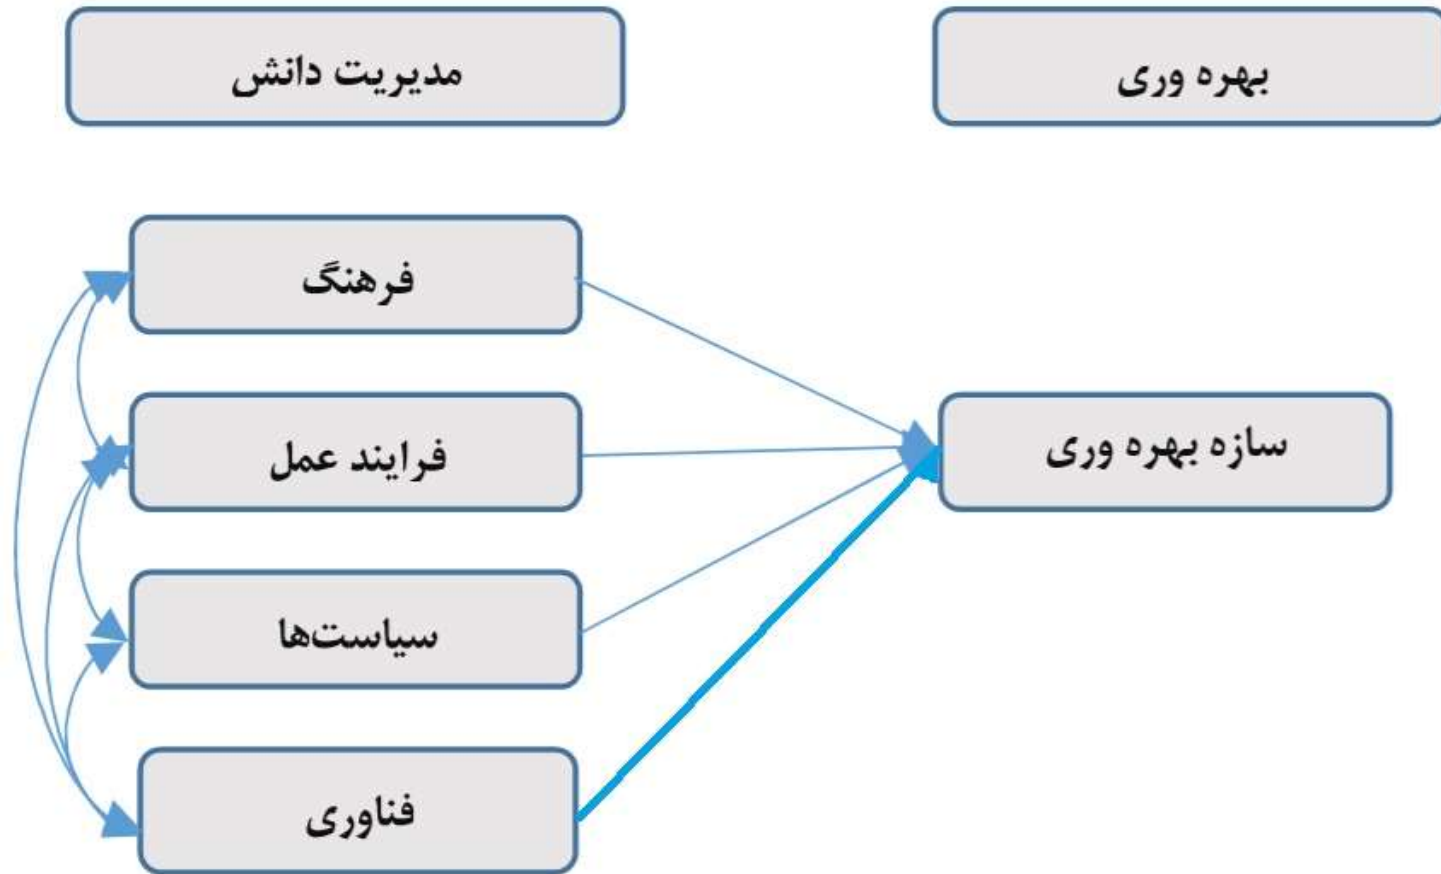 بهره وری
مدیریت دانش
فرهنگ
فرایند عمل
سیاست‌ها
فناوری
سازه بهره وری